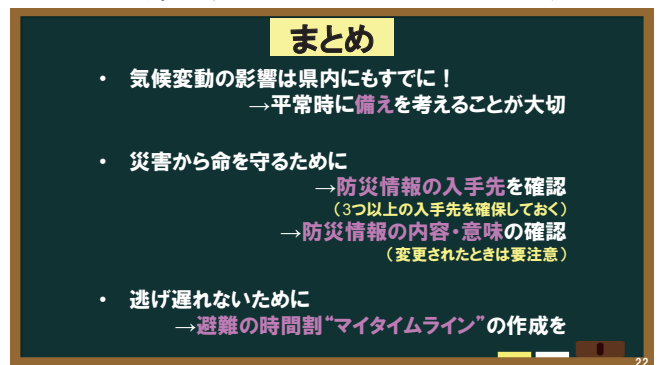 まとめ
・ 気候変動の影響は県内にもすでに!
→平常時に備えを考えることが大切
・ 災害から命を守るために
→防災情報の入手先を確認
(3つ以上の入手先を確保しておく)
→防災情報の内容・意味の確認
(変更されたときは要注意)
・ 逃げ遅れないために
→避難の時間割“マイタイムライン”の作成を
22